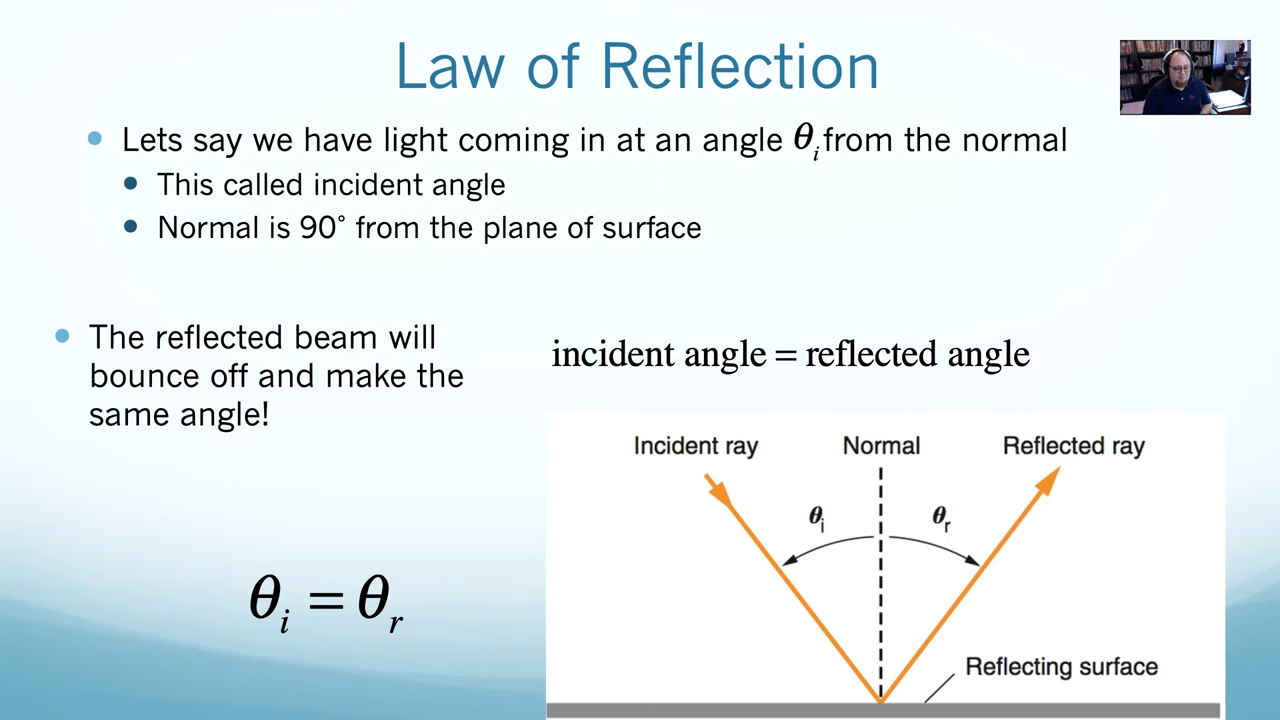 Law of Reflection
Lets say we have light coming in at an angle θi from the normal
This called incident angle
Normal is 90° from the plane of surface
The reflected beam will
bounce off and make the
same angle!
incident angle = reflected angle
θi = θr
Incident ray Normal Reflected ray
θi θr
Reflecting surface